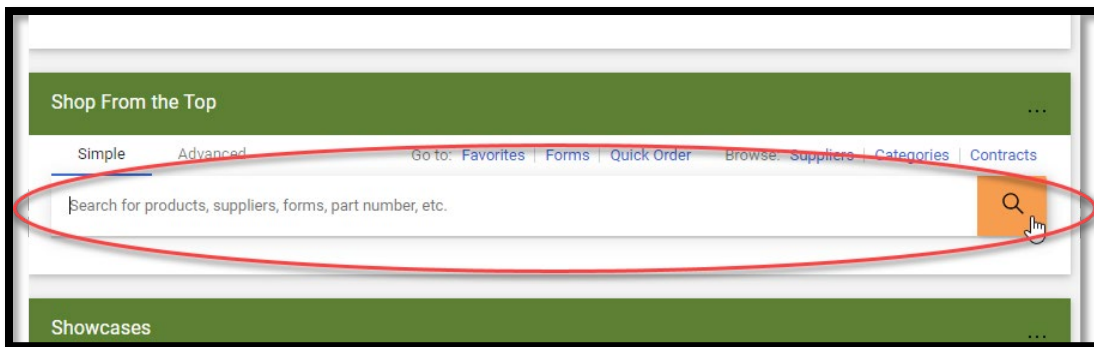 Shop From the Top ...
Simple Advanced Go to: Favorites | Forms | Quick Order Browse: Suppliers | Categories | Contracts
Search for products, suppliers, forms, part number, etc.
Showcases ...